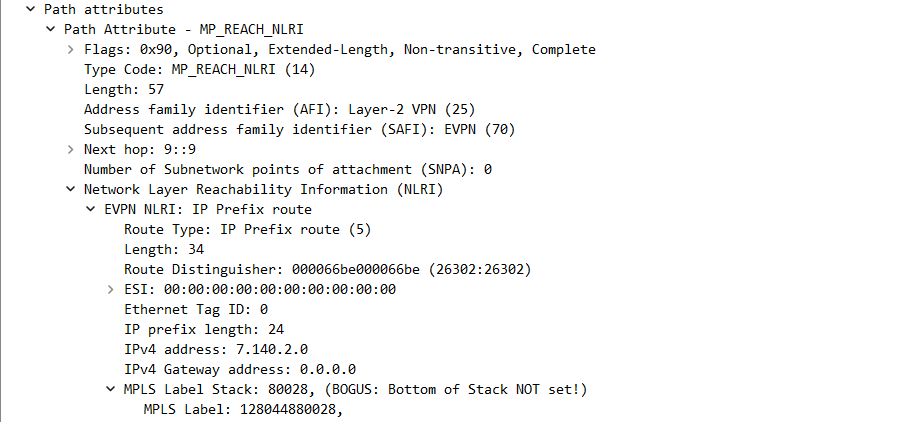 Path attributes
Path Attribute - MP_REACH_NLRI
Flags: 0x90, Optional, Extended-Length, Non-transitive, Complete
Type Code: MP_REACH_NLRI (14)
Length: 57
Address family identifier (AFI): Layer-2 VPN (25)
Subsequent address family identifier (SAFI): EVPN (70)
Next hop: 9::9
Number of Subnetwork points of attachment (SNPA): 0
Network Layer Reachability Information (NLRI)
EVPN NLRI: IP Prefix route
Route Type: IP Prefix route (5)
Length: 34
Route Distinguisher: 000066be000066be (26302:26302)
ESI: 00:00:00:00:00:00:00:00:00:00
Ethernet Tag ID: 0
IP prefix length: 24
IPv4 address: 7.140.2.0
IPv4 Gateway address: 0.0.0.0
MPLS Label Stack: 80028, (BOGUS: Bottom of Stack NOT set!)
MPLS Label: 128044880028,